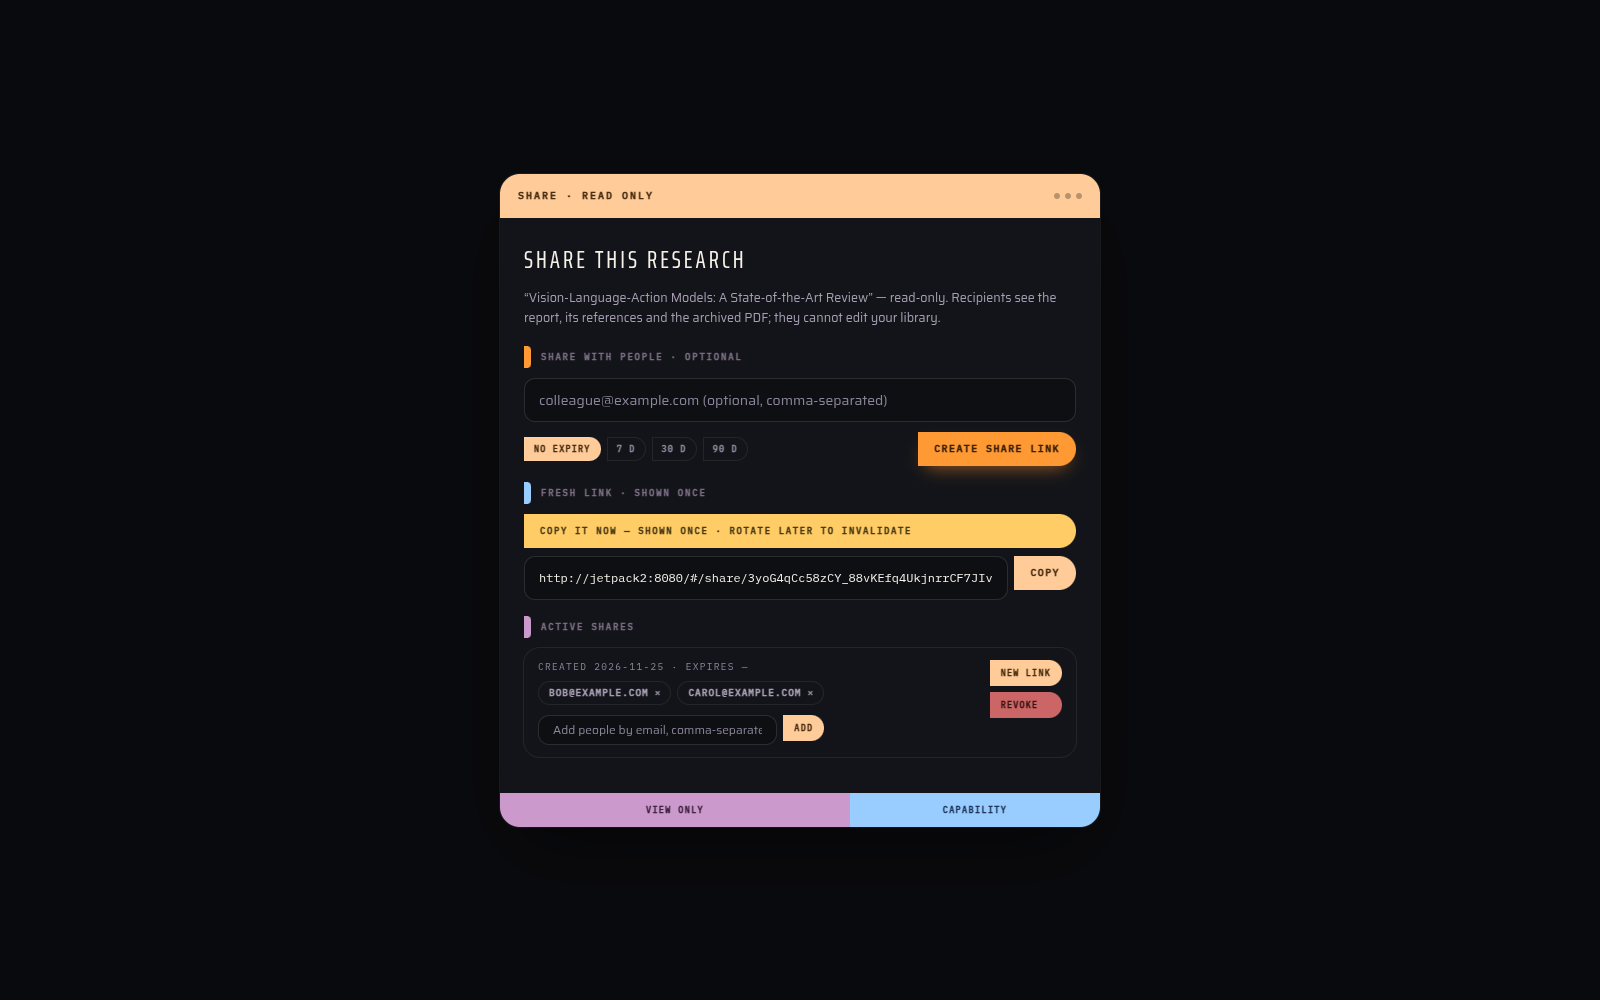 SHARE · READ ONLY
SHARE THIS RESEARCH
“Vision-Language-Action Models: A State-of-the-Art Review” — read-only. Recipients see the
report, its references and the archived PDF; they cannot edit your library.
SHARE WITH PEOPLE · OPTIONAL
colleague@example.com (optional, comma-separated)
NO EXPIRY 7 D 30 D 90 D CREATE SHARE LINK
FRESH LINK · SHOWN ONCE
COPY IT NOW — SHOWN ONCE · ROTATE LATER TO INVALIDATE
http://jetpack2:8080/#/share/3yoG4qCc58zCY_88vKEfq4UkjnrrCF7JIv COPY
ACTIVE SHARES
CREATED 2026-11-25 · EXPIRES — NEW LINK
BOB@EXAMPLE.COM × CAROL@EXAMPLE.COM × REVOKE
Add people by email, comma-separate ADD
VIEW ONLY CAPABILITY